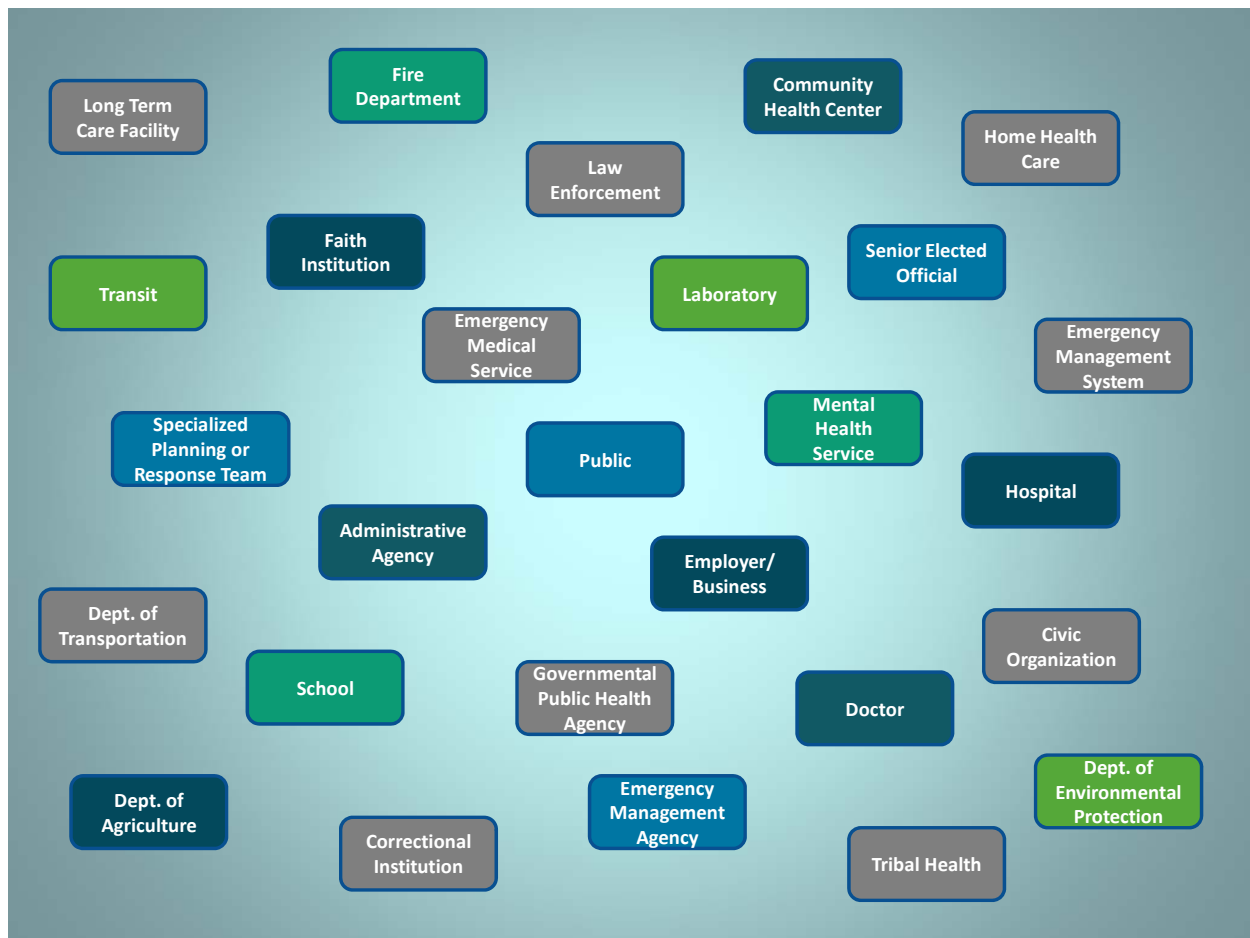 Fire
Department
Community
Health Center
Long Term
Care Facility
Home Health
Care
Law
Enforcement
Faith
Institution
Senior Elected
Official
Transit
Laboratory
Emergency
Medical
Service
Emergency
Management
System
Mental
Health
Service
Specialized
Planning or
Response Team
Public
Hospital
Administrative
Agency
Employer/
Business
Dept. of
Transportation
Civic
Organization
School
Governmental
Public Health
Agency
Doctor
Dept. of
Environmental
Protection
Dept. of
Agriculture
Emergency
Management
Agency
Correctional
Institution
Tribal Health